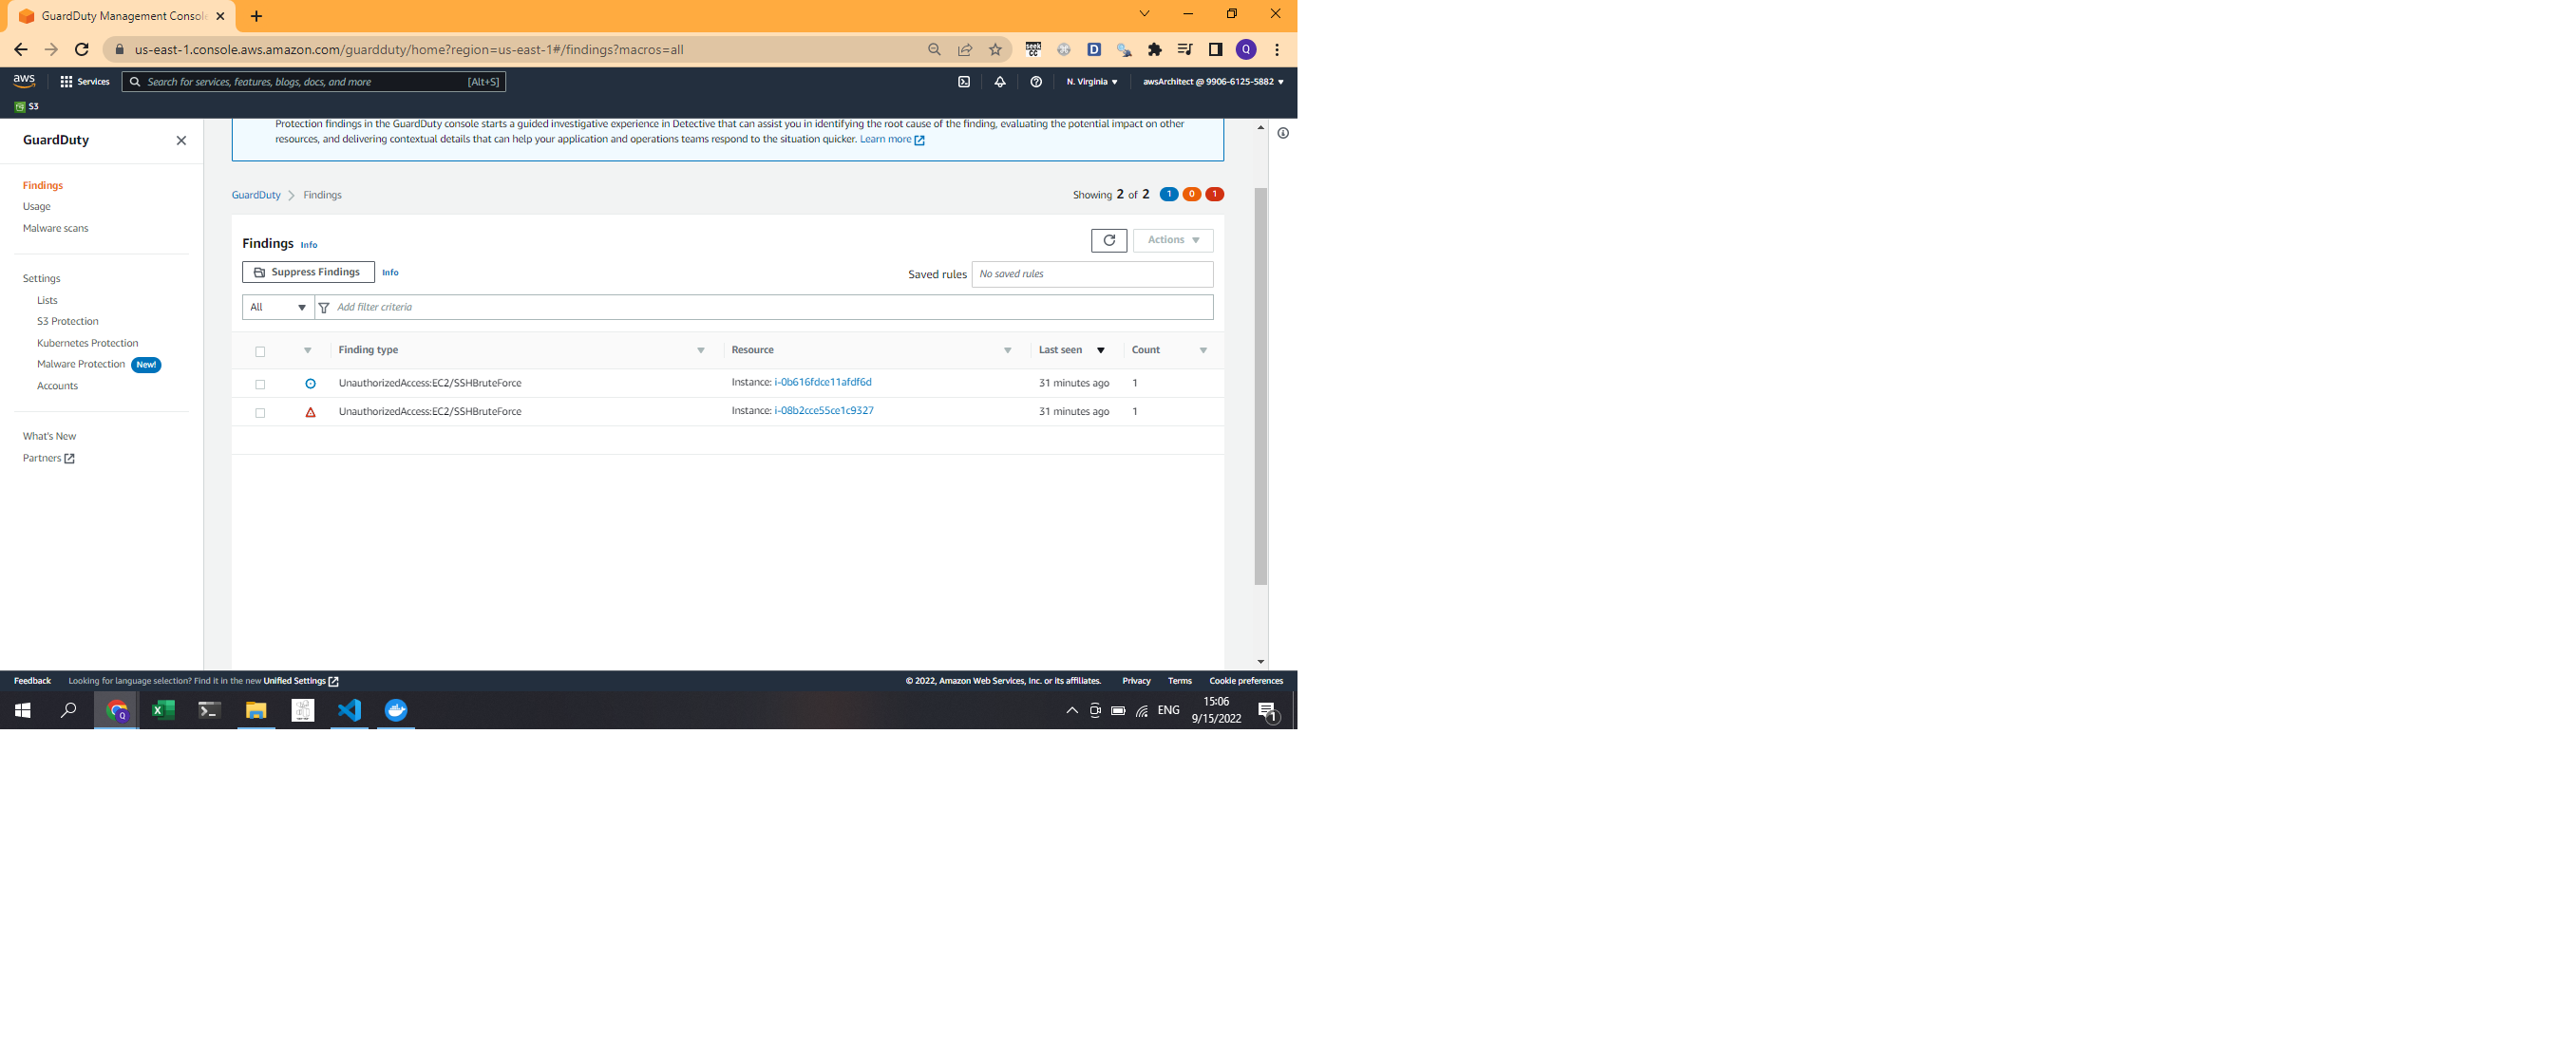 GuardDuty Management Consol
us-east-1.console.aws.amazon.com/guardduty/home?region=us-east-1#/findings?macros=all
seek
CC
D
Q
aws
Services
Search for services, features, blogs, docs, and more
[Alt+S]
N. Virginia
awsArchitect @ 9906-6125-5882
S3
GuardDuty
Findings
Usage
Malware scans
Settings
Lists
S3 Protection
Kubernetes Protection
Malware Protection New!
Accounts
What's New
Partners
Protection findings in the GuardDuty console starts a guided investigative experience in Detective that can assist you in identifying the root cause of the finding, evaluating the potential impact on other
resources, and delivering contextual details that can help your application and operations teams respond to the situation quicker. Learn more
GuardDuty Findings
Showing 2 of 2 1 0 1
Findings Info
Actions
Suppress Findings Info
Saved rules No saved rules
All Add filter criteria
Finding type Resource Last seen Count
UnauthorizedAccess:EC2/SSHBruteForce Instance: i-0b616fdce11afdf6d 31 minutes ago 1
UnauthorizedAccess:EC2/SSHBruteForce Instance: i-08b2cce55ce1c9327 31 minutes ago 1
Feedback Looking for language selection? Find it in the new Unified Settings
© 2022, Amazon Web Services, Inc. or its affiliates. Privacy Terms Cookie preferences
ENG
15:06
9/15/2022
1